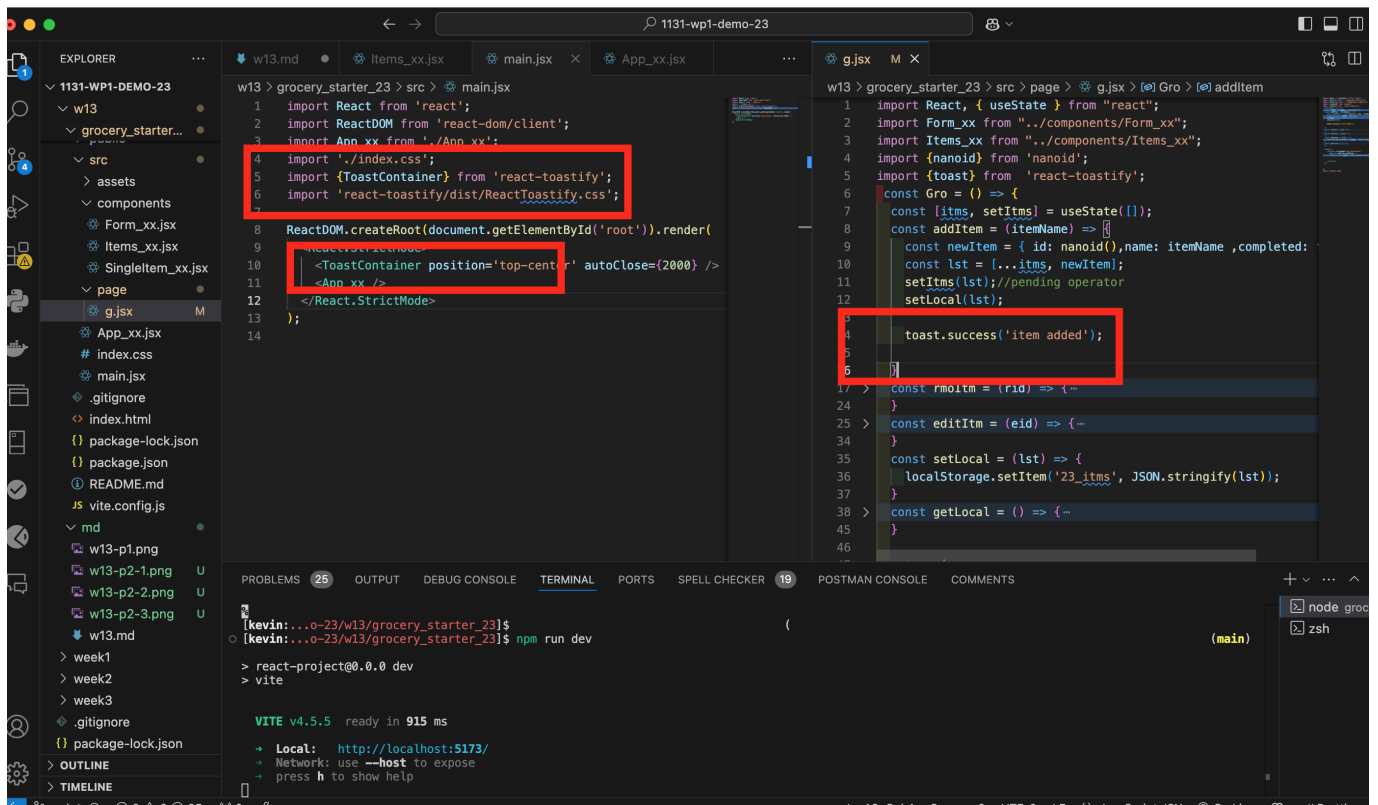 1131-wp1-demo-23
EXPLORER
1131-WP1-DEMO-23
w13
grocery_starter...
src
assets
components
Form_xx.jsx
Items_xx.jsx
SingleItem_xx.jsx
page
g.jsx M
App_xx.jsx
index.css
main.jsx
.gitignore
index.html
package-lock.json
package.json
README.md
vite.config.js
md
w13-p1.png
w13-p2-1.png U
w13-p2-2.png U
w13-p2-3.png U
w13.md
week1
week2
week3
.gitignore
package-lock.json
OUTLINE
TIMELINE
w13.md Items_xx.jsx main.jsx App_xx.jsx
w13 > grocery_starter_23 > src > main.jsx
1 import React from 'react';
2 import ReactDOM from 'react-dom/client';
3 import App_xx from './App_xx';
4 import './index.css';
5 import {ToastContainer} from 'react-toastify';
6 import 'react-toastify/dist/ReactToastify.css';
7
8 ReactDOM.createRoot(document.getElementById('root')).render(
9 <React.StrictMode>
10 <ToastContainer position='top-center' autoClose={2000} />
11 <App_xx />
12 </React.StrictMode>
13 );
14
g.jsx M
w13 > grocery_starter_23 > src > page > g.jsx > Gro > addItem
1 import React, { useState } from "react";
2 import Form_xx from "../components/Form_xx";
3 import Items_xx from "../components/Items_xx";
4 import {nanoid} from 'nanoid';
5 import {toast} from 'react-toastify';
6 const Gro = () => {
7 const [itms, setItms] = useState([]);
8 const addItem = (itemName) => {
9 const newItem = { id: nanoid(),name: itemName ,completed:
10 const lst = [...itms, newItem];
11 setItms(lst);//pending operator
12 setLocal(lst);
3
4 toast.success('item added');
5
6 }
17 const rmoItm = (rid) => {⋯
24 }
25 const editItm = (eid) => {⋯
34 }
35 const setLocal = (lst) => {
36 localStorage.setItem('23_itms', JSON.stringify(lst));
37 }
38 const getLocal = () => {⋯
45 }
46
PROBLEMS 25 OUTPUT DEBUG CONSOLE TERMINAL PORTS SPELL CHECKER 19 POSTMAN CONSOLE COMMENTS
%
[kevin:...o-23/w13/grocery_starter_23]$ (
[kevin:...o-23/w13/grocery_starter_23]$ npm run dev (main)
> react-project@0.0.0 dev
> vite
VITE v4.5.5 ready in 915 ms
➜ Local: http://localhost:5173/
➜ Network: use --host to expose
➜ press h to show help
node groc
zsh